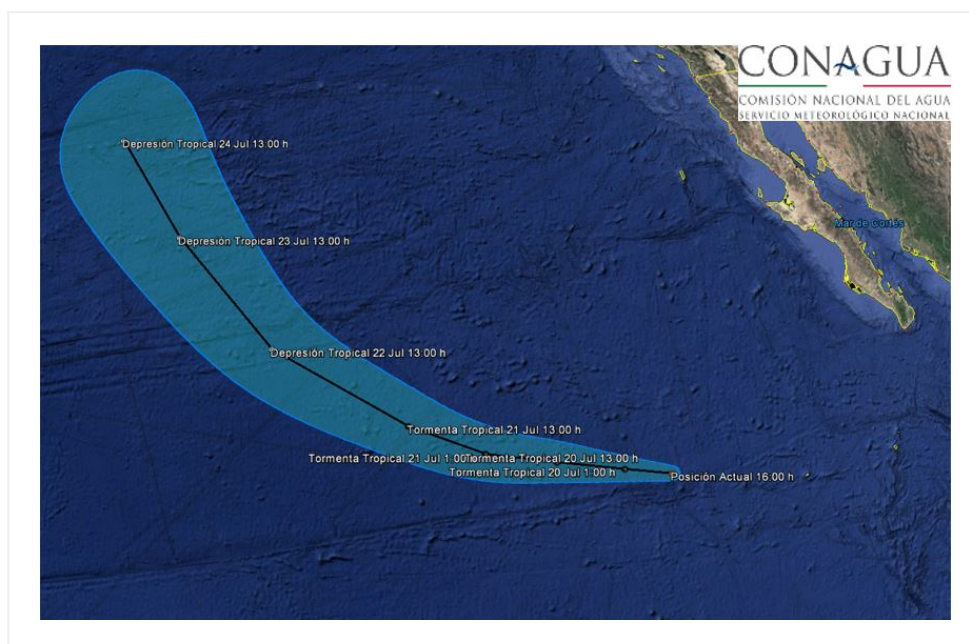 CONAGUA
COMISIÓN NACIONAL DEL AGUA
SERVICIO METEOROLÓGICO NACIONAL
Depresión Tropical 24 Jul 13:00 h
Mar de Cortés
Depresión Tropical 23 Jul 13:00 h
Depresión Tropical 22 Jul 13:00 h
Tormenta Tropical 21 Jul 13:00 h
Tormenta Tropical 21 Jul 1:00
Tormenta Tropical 20 Jul 13:00 h
Tormenta Tropical 20 Jul 1:00 h
Posición Actual 16:00 h